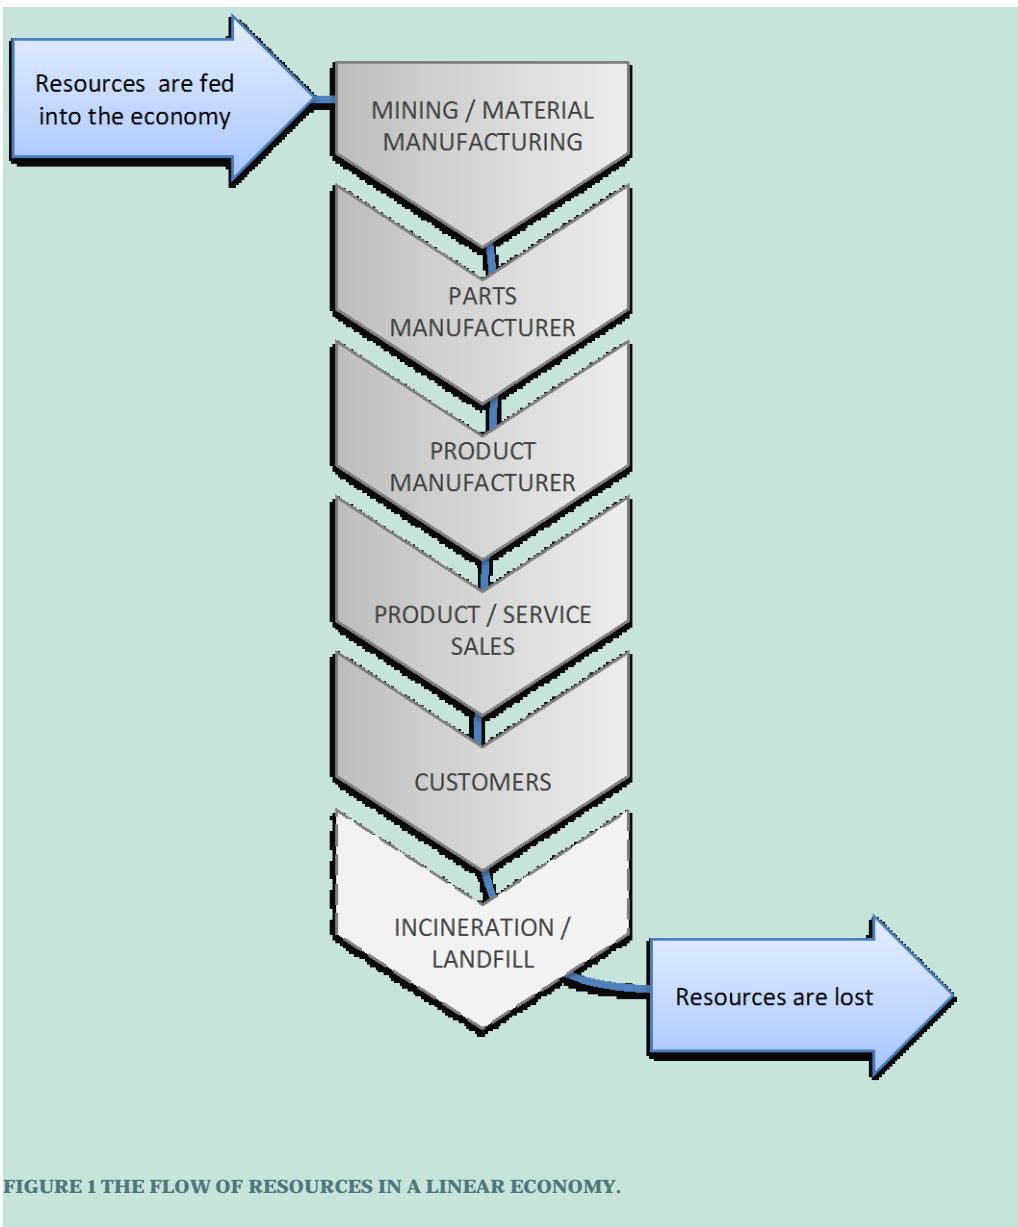 Resources are fed
into the economy
MINING / MATERIAL
MANUFACTURING
PARTS
MANUFACTURER
PRODUCT
MANUFACTURER
PRODUCT / SERVICE
SALES
CUSTOMERS
INCINERATION /
LANDFILL
Resources are lost
FIGURE 1 THE FLOW OF RESOURCES IN A LINEAR ECONOMY.